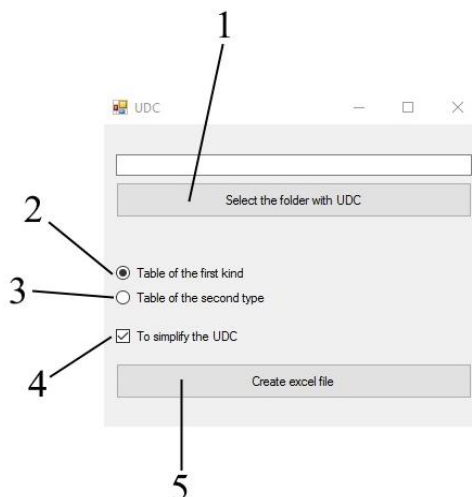 1
UDC
Select the folder with UDC
2
Table of the first kind
3
Table of the second type
4
To simplify the UDC
Create excel file
5